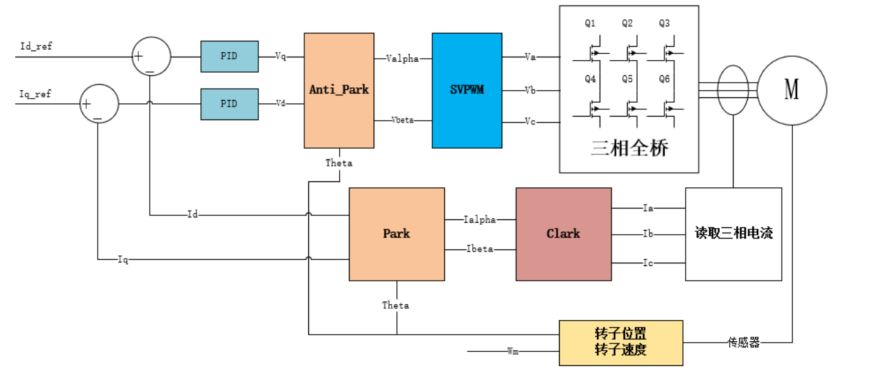 Id_ref
+
−
PID
Vq
Iq_ref
+
−
PID
Vd
Anti_Park
Valpha
Vbeta
SVPWM
Va
Vb
Vc
Q1 Q2 Q3
Q4 Q5 Q6
三相全桥
M
Theta
Id
Iq
Park
Ialpha
Ibeta
Clark
Ia
Ib
Ic
读取三相电流
Theta
转子位置
转子速度
传感器
Wm